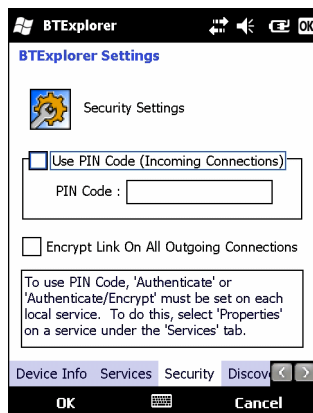 BTExplorer
OK
BTExplorer Settings
Security Settings
Use PIN Code (Incoming Connections)
PIN Code :
Encrypt Link On All Outgoing Connections
To use PIN Code, 'Authenticate' or
'Authenticate/Encrypt' must be set on each
local service. To do this, select 'Properties'
on a service under the 'Services' tab.
Device Info Services Security Discov
OK Cancel